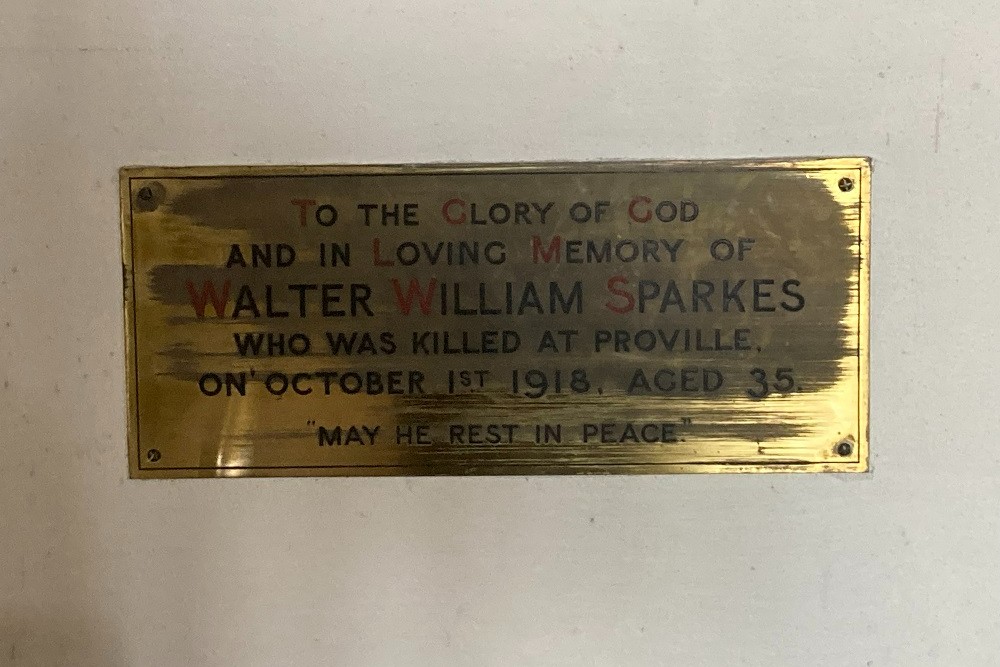 TO THE GLORY OF GOD
AND IN LOVING MEMORY OF
WALTER WILLIAM SPARKES
WHO WAS KILLED AT PROVILLE,
ON OCTOBER 1ST 1918, AGED 35.
"MAY HE REST IN PEACE."